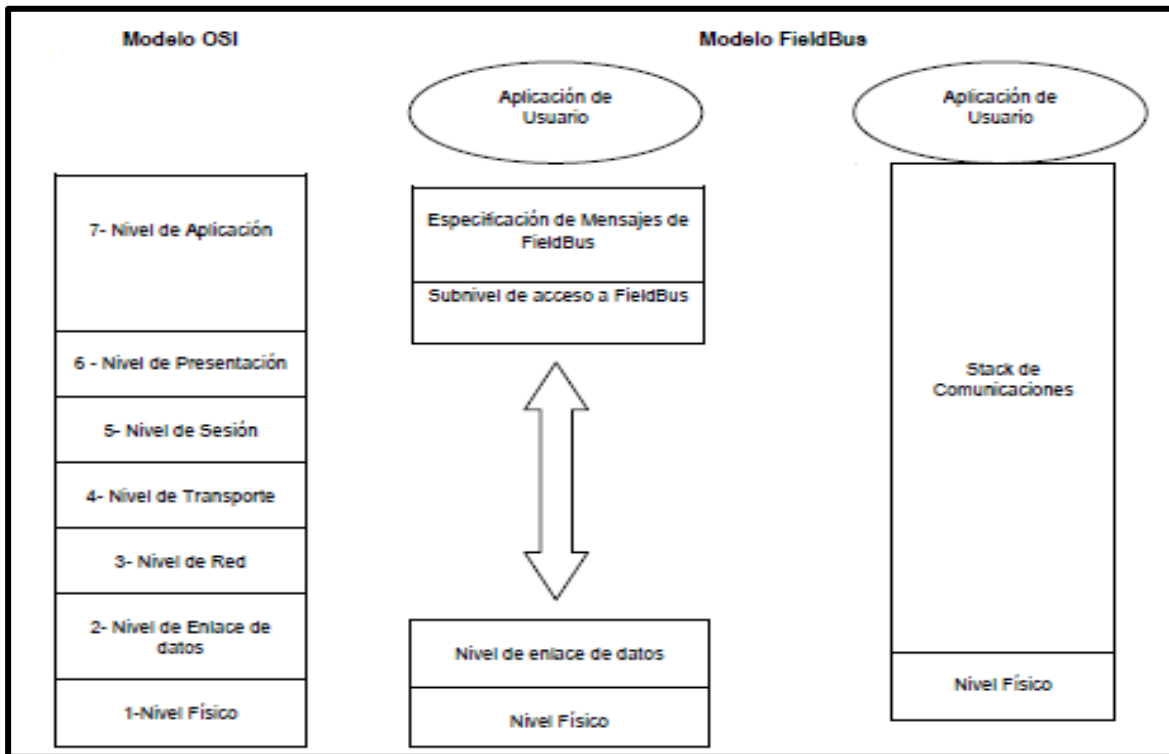 Modelo OSI
Modelo FieldBus
Aplicación de
Usuario
Aplicación de
Usuario
7- Nivel de Aplicación
6 - Nivel de Presentación
5- Nivel de Sesión
4- Nivel de Transporte
3- Nivel de Red
2- Nivel de Enlace de
datos
1-Nivel Físico
Especificación de Mensajes de
FieldBus
Subnivel de acceso a FieldBus
Nivel de enlace de datos
Nivel Físico
Stack de
Comunicaciones
Nivel Físico